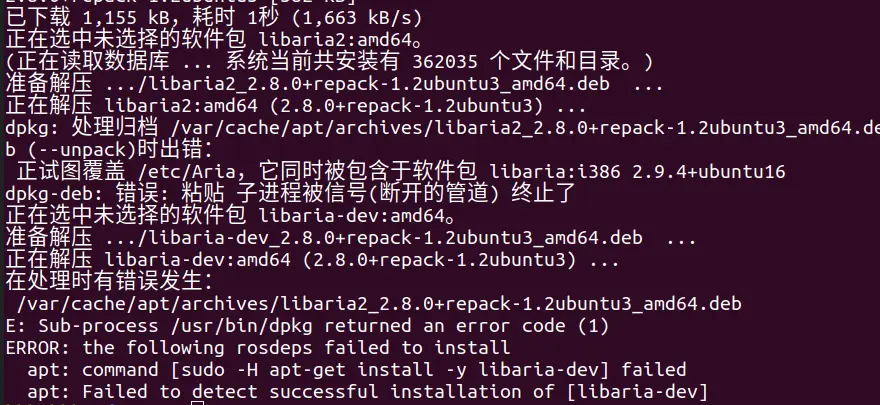 已下载 1,155 kB，耗时 1秒 (1,663 kB/s)
正在选中未选择的软件包 libaria2:amd64。
(正在读取数据库 ... 系统当前共安装有 362035 个文件和目录。)
准备解压 .../libaria2_2.8.0+repack-1.2ubuntu3_amd64.deb  ...
正在解压 libaria2:amd64 (2.8.0+repack-1.2ubuntu3) ...
dpkg: 处理归档 /var/cache/apt/archives/libaria2_2.8.0+repack-1.2ubuntu3_amd64.de
b (--unpack)时出错：
 正试图覆盖 /etc/Aria，它同时被包含于软件包 libaria:i386 2.9.4+ubuntu16
dpkg-deb: 错误: 粘贴 子进程被信号(断开的管道) 终止了
正在选中未选择的软件包 libaria-dev:amd64。
准备解压 .../libaria-dev_2.8.0+repack-1.2ubuntu3_amd64.deb  ...
正在解压 libaria-dev:amd64 (2.8.0+repack-1.2ubuntu3) ...
在处理时有错误发生：
 /var/cache/apt/archives/libaria2_2.8.0+repack-1.2ubuntu3_amd64.deb
E: Sub-process /usr/bin/dpkg returned an error code (1)
ERROR: the following rosdeps failed to install
  apt: command [sudo -H apt-get install -y libaria-dev] failed
  apt: Failed to detect successful installation of [libaria-dev]